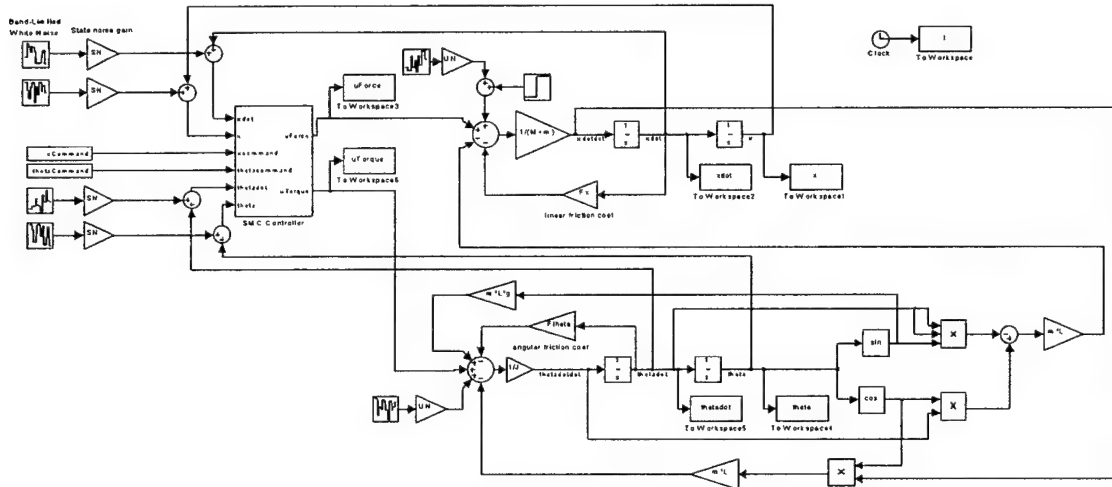 Band-Limited
White Noise
State noise gain
SN
SN
xCommand
thetaCommand
SN
SN
xdot
x
xcommand
thetacommand
thetadot
theta
uForce
uTorque
SMC Controller
uForce
To Workspace3
uTorque
To Workspace6
UN
1/(M+m)
xdotdot
1
s
xdot
1
s
x
xdot
To Workspace2
x
To Workspace1
Fx
linear friction coef
Clock
t
To Workspace
m*L*g
Ftheta
angular friction coef
1/J
thetadotdot
1
s
thetadot
1
s
theta
sin
cos
X
X
m*L
thetadot
To Workspace5
theta
To Workspace4
UN
m*L
X